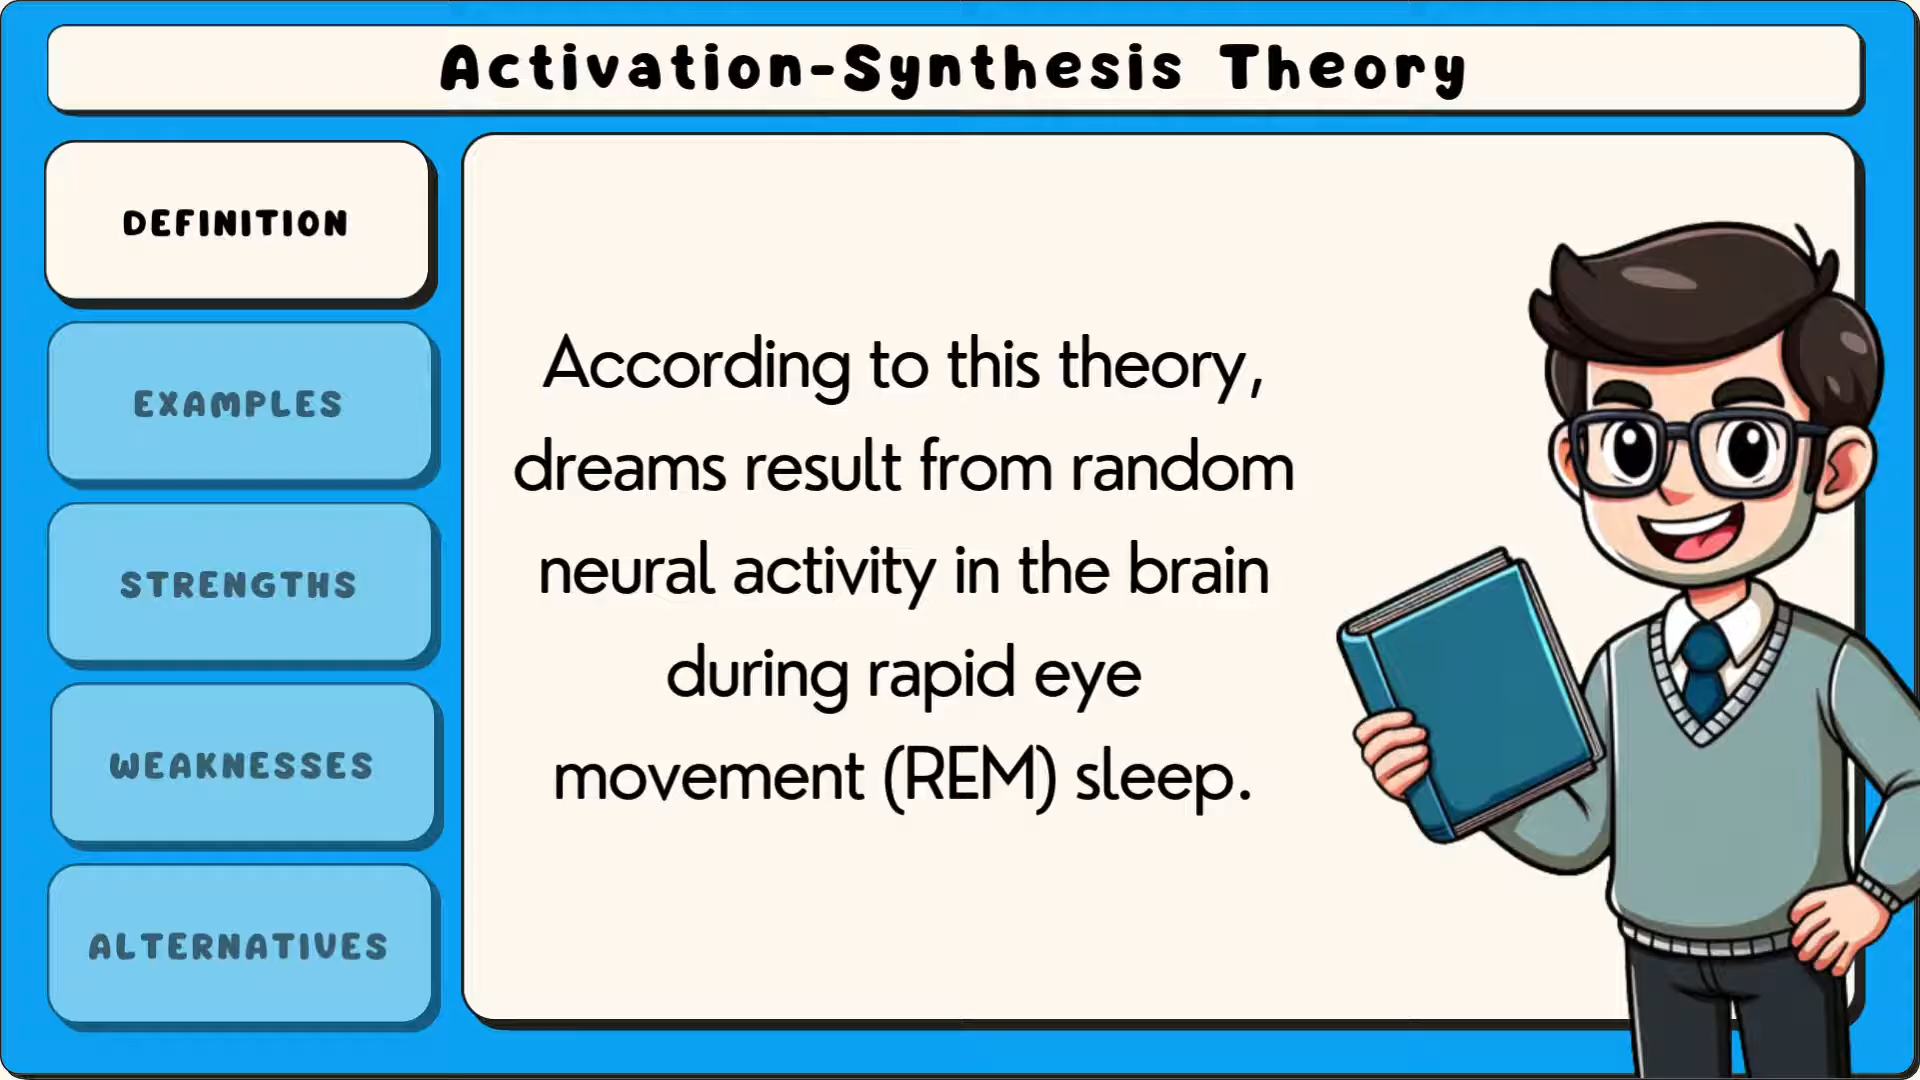 Activation-Synthesis Theory
DEFINITION
EXAMPLES
STRENGTHS
WEAKNESSES
ALTERNATIVES
According to this theory,
dreams result from random
neural activity in the brain
during rapid eye
movement (REM) sleep.